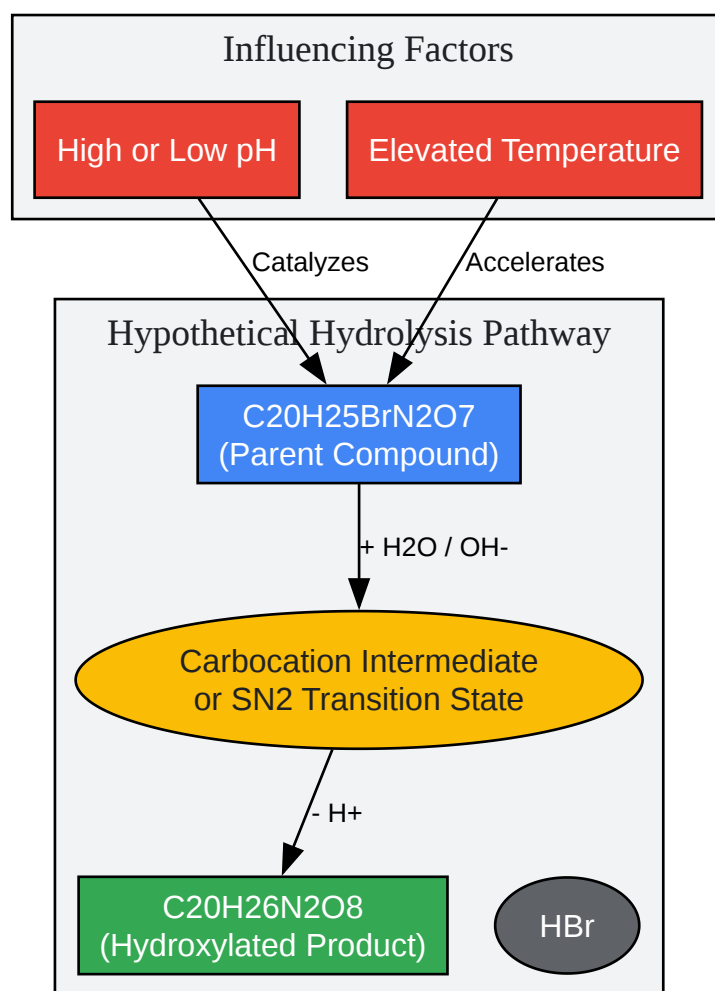 Influencing Factors
High or Low pH
Elevated Temperature
Catalyzes
Accelerates
Hypothetical Hydrolysis Pathway
C20H25BrN2O7
(Parent Compound)
+ H2O / OH-
Carbocation Intermediate
or SN2 Transition State
- H+
C20H26N2O8
(Hydroxylated Product)
HBr